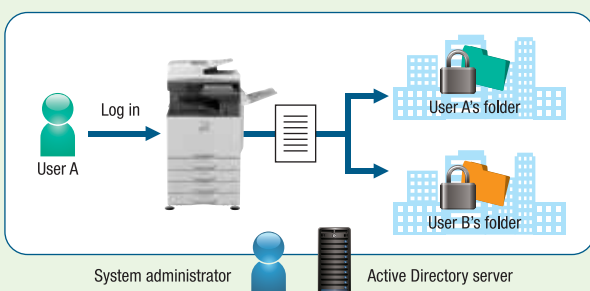 Log in
User A
User A's folder
User B's folder
System administrator
Active Directory server